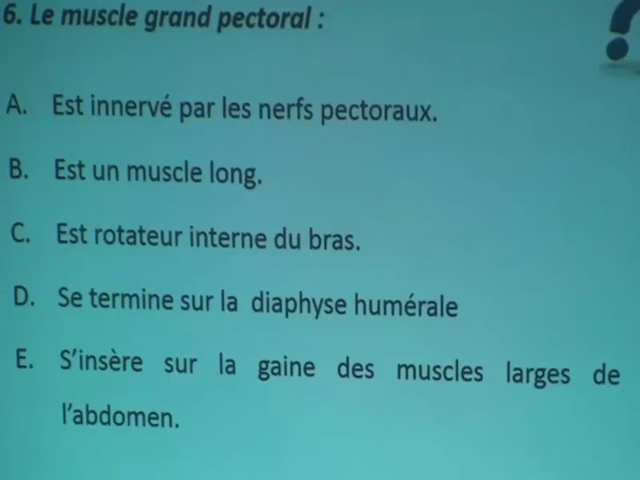 6. Le muscle grand pectoral :
?
A. Est innervé par les nerfs pectoraux.
B. Est un muscle long.
C. Est rotateur interne du bras.
D. Se termine sur la diaphyse humérale
E. S’insère sur la gaine des muscles larges de
l’abdomen.